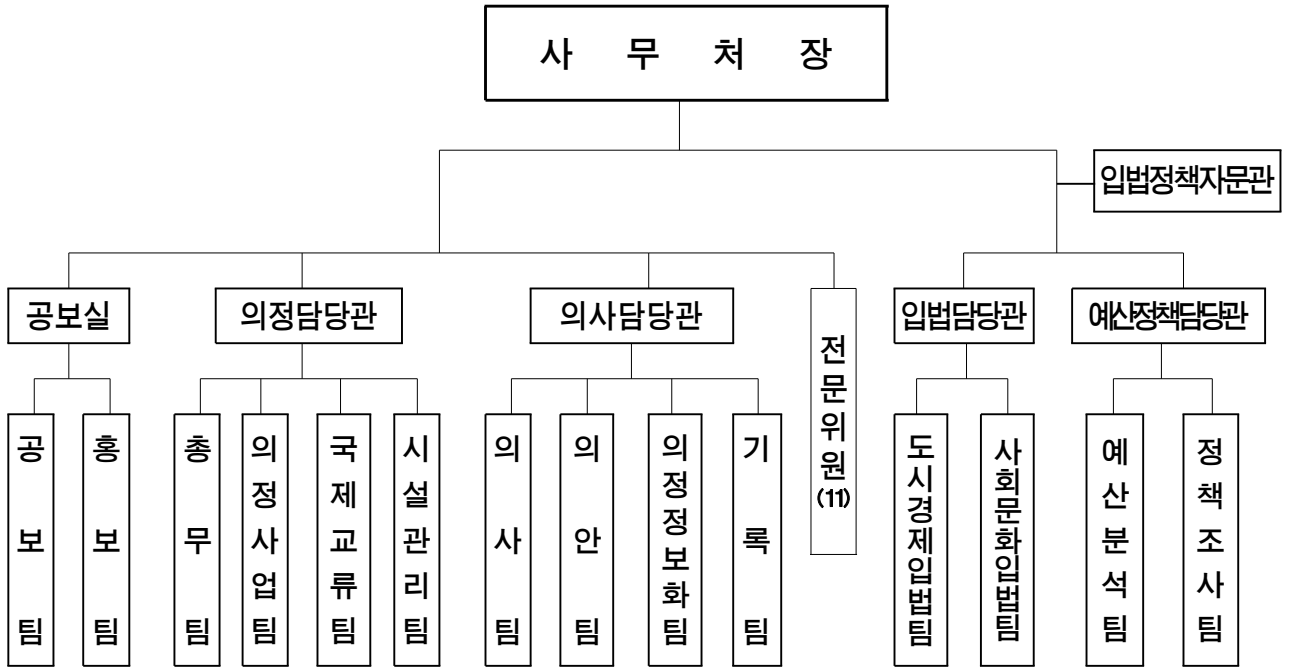 사 무 처 장
입법정책자문관
공보실
의정담당관
의사담당관
전문위원(11)
입법담당관
예산정책담당관
공보팀
홍보팀
총무팀
의정사업팀
국제교류팀
시설관리팀
의사팀
의안팀
의정정보화팀
기록팀
도시경제입법팀
사회문화입법팀
예산분석팀
정책조사팀